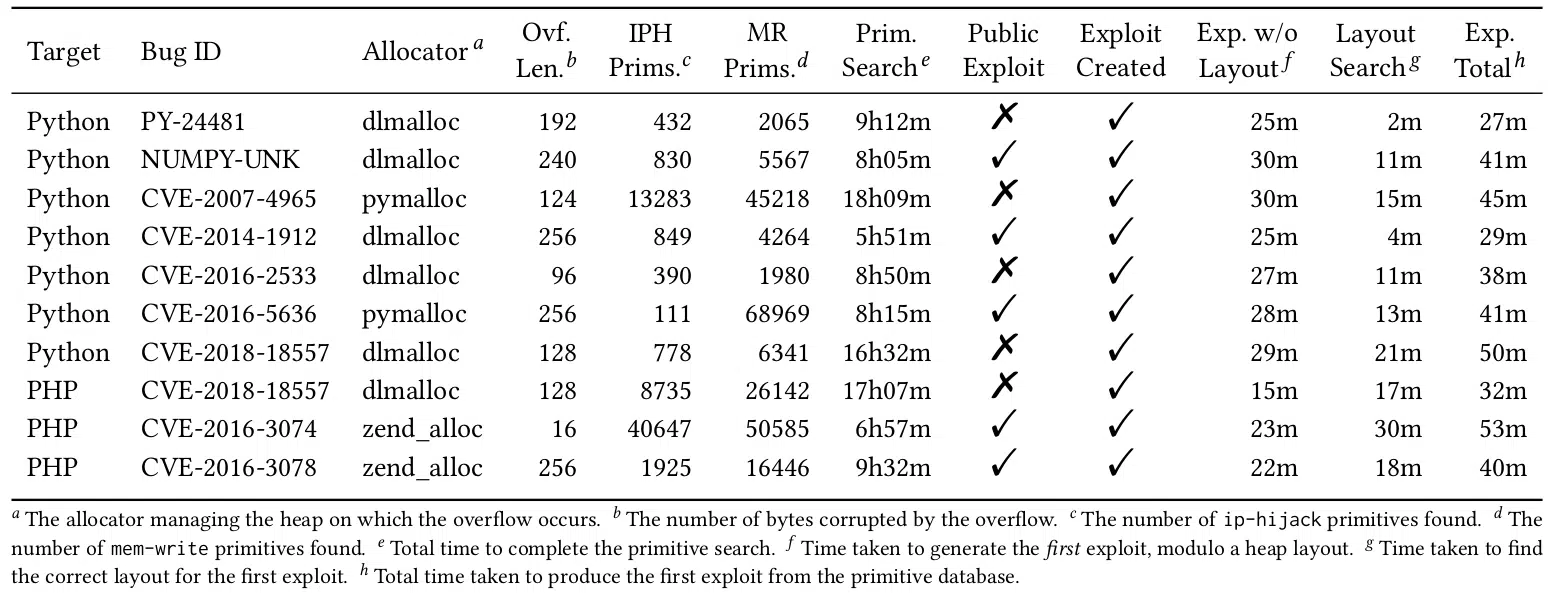 Target Bug ID Allocator a Ovf. Len. b IPH Prims. c MR Prims. d Prim. Search e Public Exploit Exploit Created Exp. w/o Layout f Layout Search g Exp. Total h
Python PY-24481 dlmalloc 192 432 2065 9h12m ✗ ✓ 25m 2m 27m
Python NUMPY-UNK dlmalloc 240 830 5567 8h05m ✓ ✓ 30m 11m 41m
Python CVE-2007-4965 pymalloc 124 13283 45218 18h09m ✗ ✓ 30m 15m 45m
Python CVE-2014-1912 dlmalloc 256 849 4264 5h51m ✓ ✓ 25m 4m 29m
Python CVE-2016-2533 dlmalloc 96 390 1980 8h50m ✗ ✓ 27m 11m 38m
Python CVE-2016-5636 pymalloc 256 111 68969 8h15m ✓ ✓ 28m 13m 41m
Python CVE-2018-18557 dlmalloc 128 778 6341 16h32m ✗ ✓ 29m 21m 50m
PHP CVE-2018-18557 dlmalloc 128 8735 26142 17h07m ✗ ✓ 15m 17m 32m
PHP CVE-2016-3074 zend_alloc 16 40647 50585 6h57m ✓ ✓ 23m 30m 53m
PHP CVE-2016-3078 zend_alloc 256 1925 16446 9h32m ✓ ✓ 22m 18m 40m
a The allocator managing the heap on which the overflow occurs. b The number of bytes corrupted by the overflow. c The number of ip-hijack primitives found. d The
number of mem-write primitives found. e Total time to complete the primitive search. f Time taken to generate the first exploit, modulo a heap layout. g Time taken to find
the correct layout for the first exploit. h Total time taken to produce the first exploit from the primitive database.